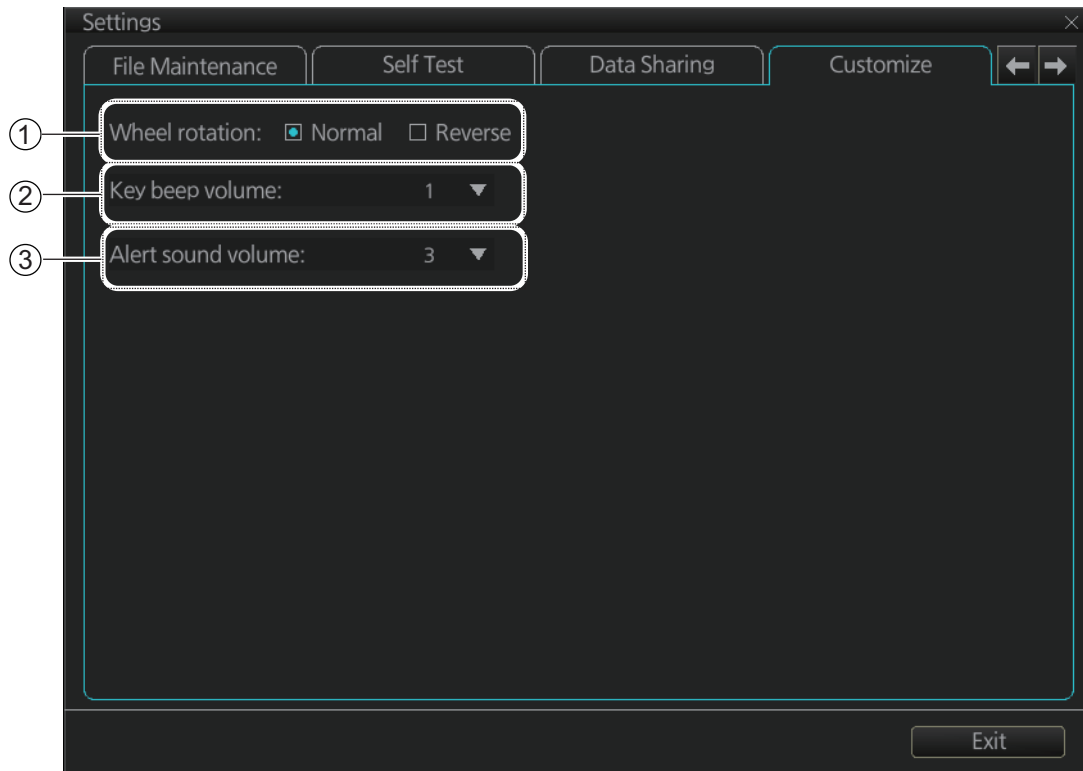 Settings
File Maintenance Self Test Data Sharing Customize
① Wheel rotation: Normal Reverse
② Key beep volume: 1
③ Alert sound volume: 3
Exit